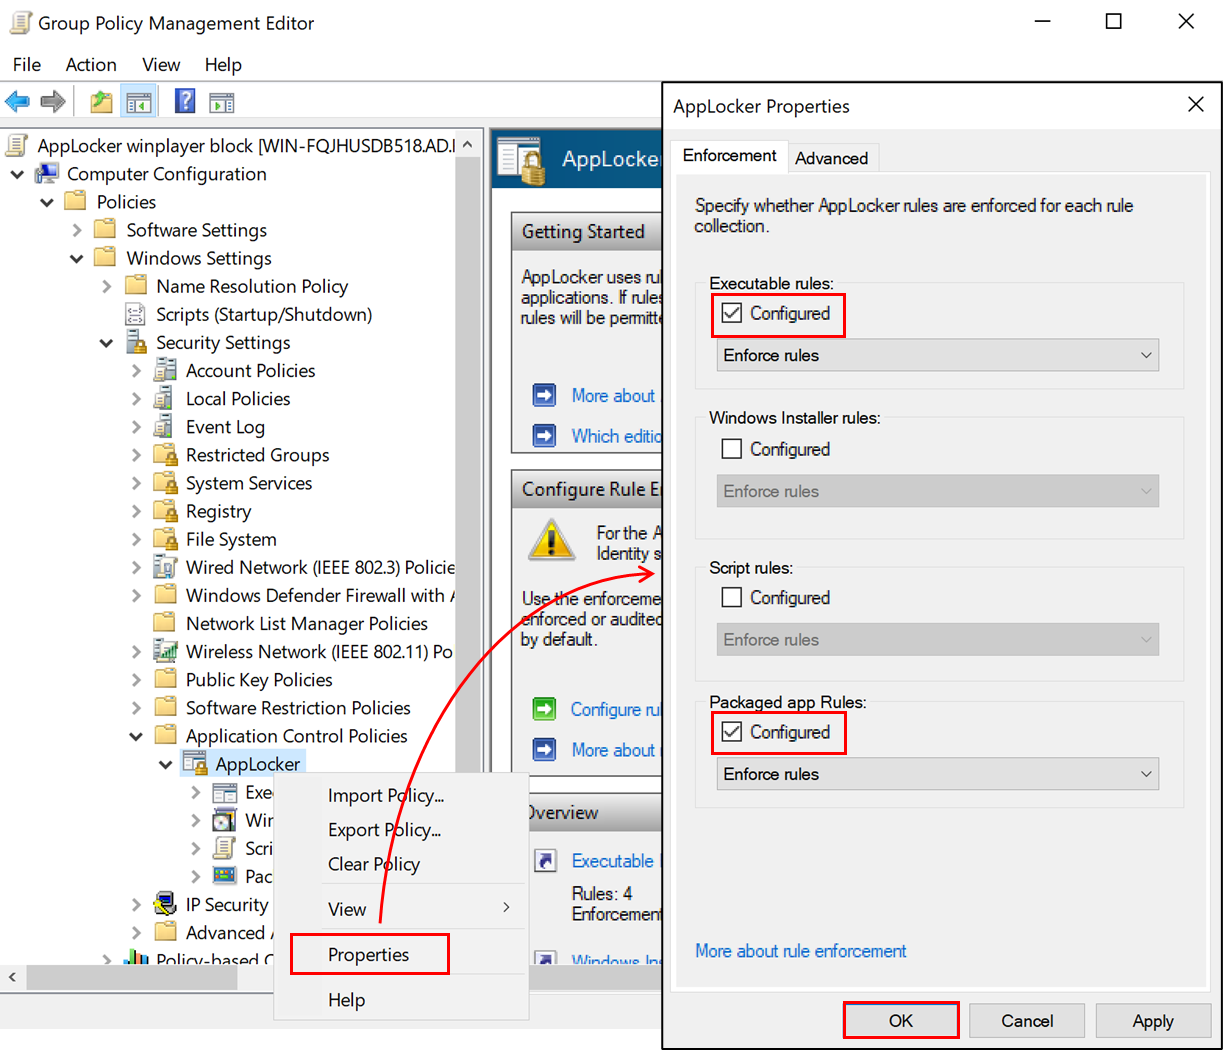 Group Policy Management Editor
File Action View Help
AppLocker winplayer block [WIN-FQJHUSDB518.AD.
Computer Configuration
Policies
Software Settings
Windows Settings
Name Resolution Policy
Scripts (Startup/Shutdown)
Security Settings
Account Policies
Local Policies
Event Log
Restricted Groups
System Services
Registry
File System
Wired Network (IEEE 802.3) Policie
Windows Defender Firewall with
Network List Manager Policies
Wireless Network (IEEE 802.11) Po
Public Key Policies
Software Restriction Policies
Application Control Policies
AppLocker
Exe
Win
Scri
Pac
IP Security
Advanced
Policy-based
Import Policy...
Export Policy...
Clear Policy
View
Properties
Help
AppLocker
Getting Started
AppLocker uses rul
applications. If rules
rules will be permitte
More about
Which editio
Configure Rule En
For the A
Identity s
Use the enforceme
enforced or audited
by default.
Configure ru
More about
Overview
Executable
Rules: 4
Enforcement
Windows Ins
AppLocker Properties
Enforcement Advanced
Specify whether AppLocker rules are enforced for each rule
collection.
Executable rules:
Configured
Enforce rules
Windows Installer rules:
Configured
Enforce rules
Script rules:
Configured
Enforce rules
Packaged app Rules:
Configured
Enforce rules
More about rule enforcement
OK Cancel Apply